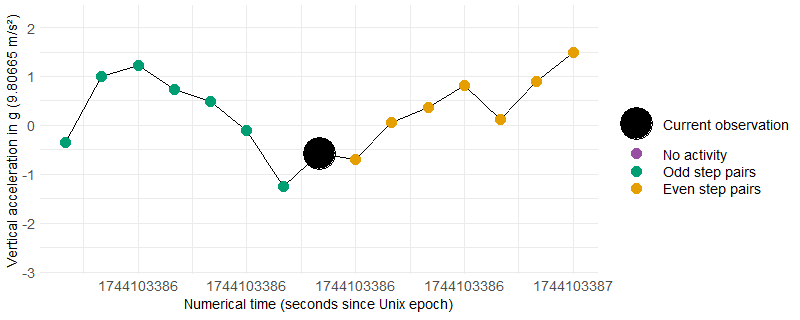 Vertical acceleration in g (9.80665 m/s²)
2
1
0
-1
-2
-3
1744103386 1744103386 1744103386 1744103386 1744103387
Numerical time (seconds since Unix epoch)
Current observation
No activity
Odd step pairs
Even step pairs